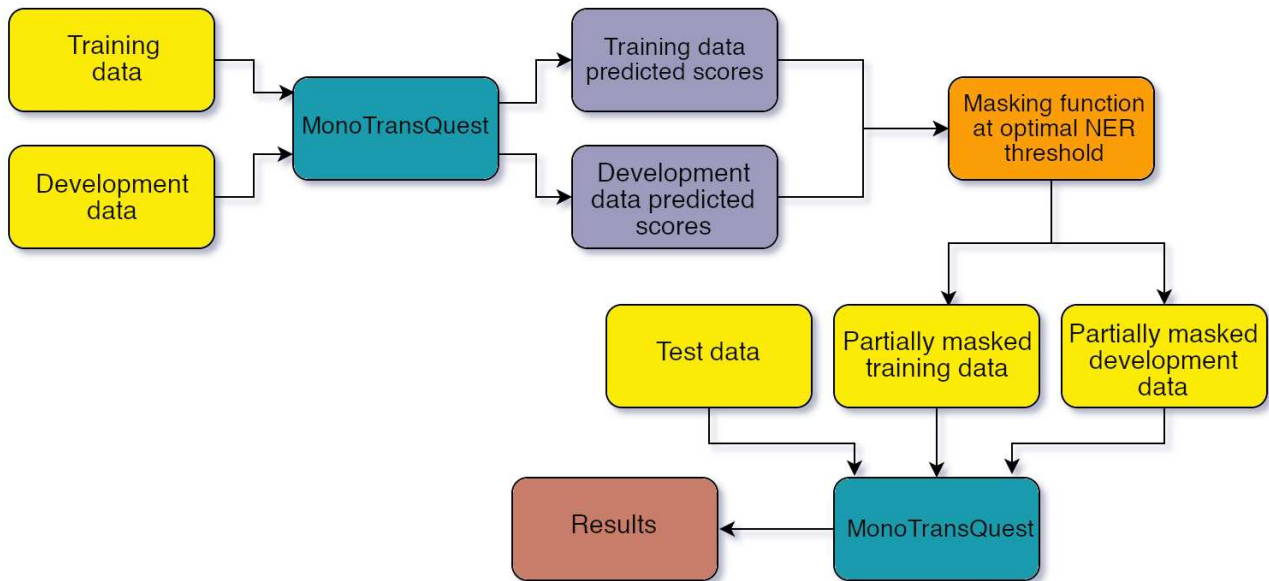 Training
data
Development
data
MonoTransQuest
Training data
predicted scores
Development
data predicted
scores
Masking function
at optimal NER
threshold
Test data
Partially masked
training data
Partially masked
development
data
MonoTransQuest
Results